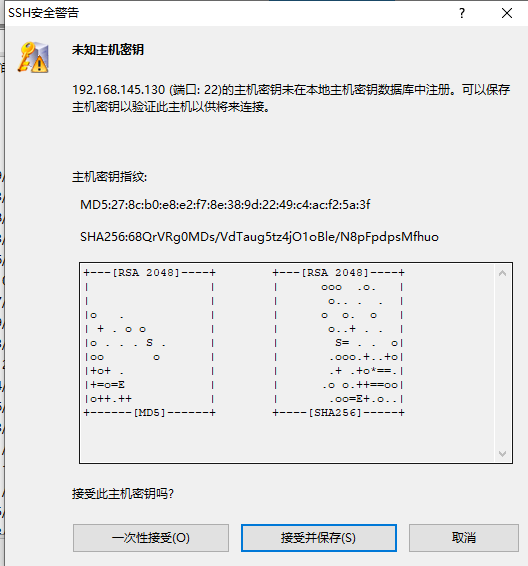 SSH安全警告
未知主机密钥
192.168.145.130 (端口: 22)的主机密钥未在本地主机密钥数据库中注册。可以保存
主机密钥以验证此主机以供将来连接。
主机密钥指纹:
MD5:27:8c:b0:e8:e2:f7:8e:38:9d:22:49:c4:ac:f2:5a:3f
SHA256:68QrVRg0MDs/VdTaug5tz4jO1oBle/N8pFpdpsMfhuo
+---[RSA 2048]----+        +---[RSA 2048]----+
|                 |        |      ooo .o.   |
|                 |        |       o.. .  .  |
|o   .            |        |      o  o.  o   |
| + . o o         |        |       o..+ . .  |
|o . . . S .      |        |        S= . .  o|
|oo       o       |        |       .ooo.+..+o|
|+o+ .            |        |       .+ .+o*==.|
|+=o=E            |        |      .o o.++==oo|
|o++.++           |        |       .oo=E+.o..|
+------[MD5]------+        +----[SHA256]-----+
接受此主机密钥吗?
一次性接受(O) 接受并保存(S) 取消